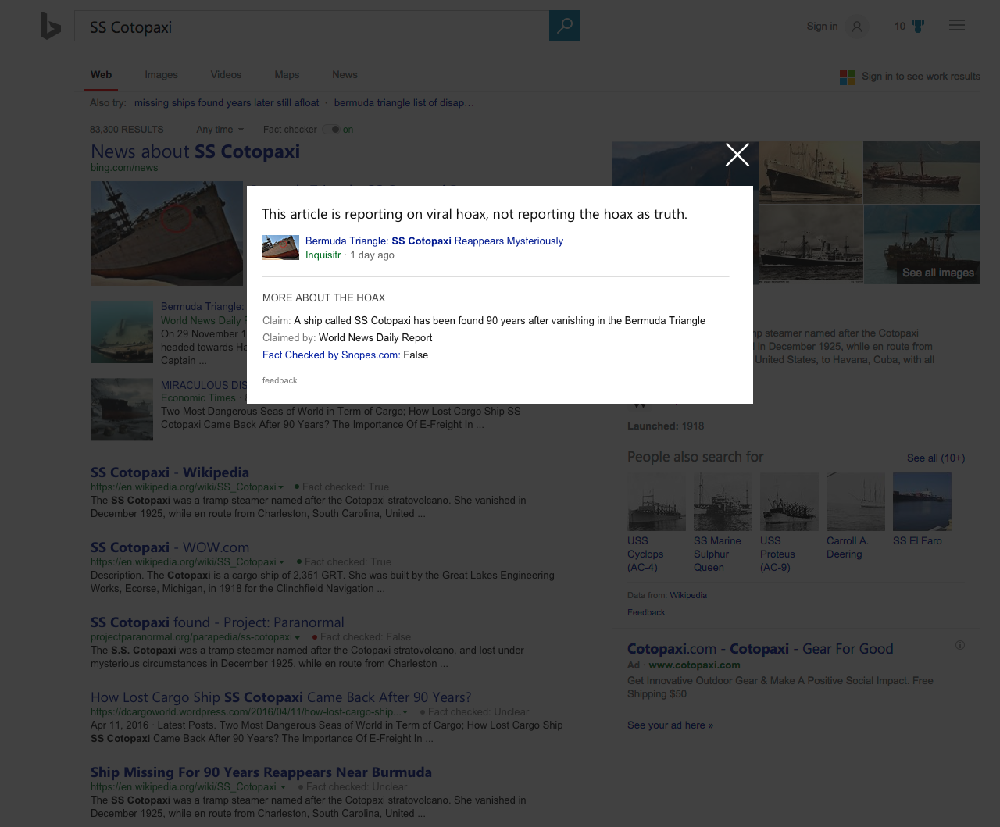 SS Cotopaxi
Sign in
10
Web Images Videos Maps News
Sign in to see work results
Also try: missing ships found years later still afloat · bermuda triangle list of disap...
83,300 RESULTS Any time Fact checker on
News about SS Cotopaxi
bing.com/news
This article is reporting on viral hoax, not reporting the hoax as truth.
Bermuda Triangle: SS Cotopaxi Reappears Mysteriously
Inquisitr · 1 day ago
MORE ABOUT THE HOAX
Claim: A ship called SS Cotopaxi has been found 90 years after vanishing in the Bermuda Triangle
Claimed by: World News Daily Report
Fact Checked by Snopes.com: False
feedback
Bermuda Triangle:
World News Daily
On 29 November 1
headed towards Ha
Captain ...
MIRACULOUS DIS
Economic Times ·
Two Most Dangerous Seas of World in Term of Cargo; How Lost Cargo Ship SS
Cotopaxi Came Back After 90 Years? The Importance Of E-Freight In ...
SS Cotopaxi - Wikipedia
https://en.wikipedia.org/wiki/SS_Cotopaxi Fact checked: True
The SS Cotopaxi was a tramp steamer named after the Cotopaxi stratovolcano. She vanished in
December 1925, while en route from Charleston, South Carolina, United ...
SS Cotopaxi - WOW.com
https://en.wikipedia.org/wiki/SS_Cotopaxi Fact checked: True
Description. The Cotopaxi is a cargo ship of 2,351 GRT. She was built by the Great Lakes Engineering
Works, Ecorse, Michigan, in 1918 for the Clinchfield Navigation ...
SS Cotopaxi found - Project: Paranormal
projectparanormal.org/parapedia/ss-cotopaxi Fact checked: False
The S.S. Cotopaxi was a tramp steamer named after the Cotopaxi stratovolcano, and lost under
mysterious circumstances in December 1925, while en route from Charleston ...
How Lost Cargo Ship SS Cotopaxi Came Back After 90 Years?
https://dcargoworld.wordpress.com/2016/04/11/how-lost-cargo-ship... Fact checked: Unclear
Apr 11, 2016 · Latest Posts. Two Most Dangerous Seas of World in Term of Cargo; How Lost Cargo Ship
SS Cotopaxi Came Back After 90 Years? The Importance Of E-Freight In ...
Ship Missing For 90 Years Reappears Near Burmuda
https://en.wikipedia.org/wiki/SS_Cotopaxi Fact checked: Unclear
The SS Cotopaxi was a tramp steamer named after the Cotopaxi stratovolcano. She vanished in
December 1925, while en route from Charleston, South Carolina, United ...
See all images
steamer named after the Cotopaxi
in December 1925, while en route from
United States, to Havana, Cuba, with all
Launched: 1918
People also search for
See all (10+)
USS Cyclops (AC-4)
SS Marine Sulphur Queen
USS Proteus (AC-9)
Carroll A. Deering
SS El Faro
Data from: Wikipedia
Feedback
Cotopaxi.com - Cotopaxi - Gear For Good
Ad · www.cotopaxi.com
Get Innovative Outdoor Gear & Make A Positive Social Impact. Free
Shipping $50
See your ad here »